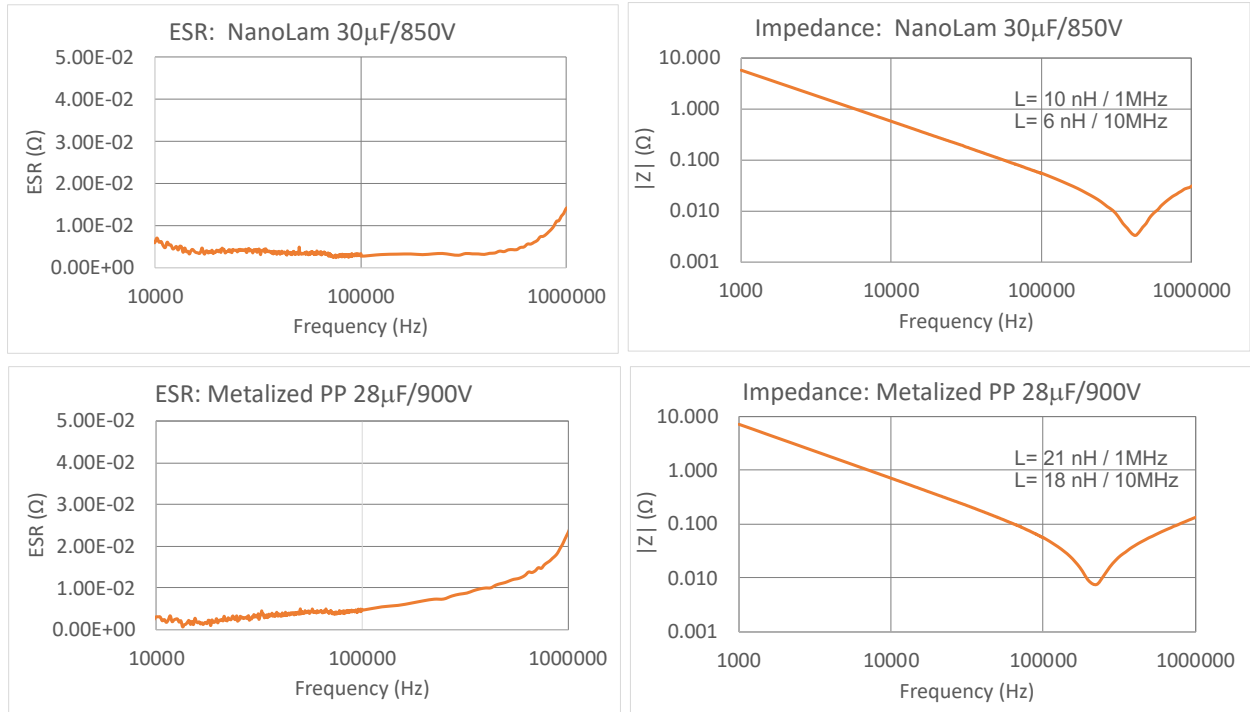 ESR: NanoLam 30μF/850V
5.00E-02
4.00E-02
3.00E-02
2.00E-02
1.00E-02
0.00E+00
ESR (Ω)
10000 100000 1000000
Frequency (Hz)
Impedance: NanoLam 30μF/850V
10.000
1.000
0.100
0.010
0.001
|Z| (Ω)
L= 10 nH / 1MHz
L= 6 nH / 10MHz
1000 10000 100000 1000000
Frequency (Hz)
ESR: Metalized PP 28μF/900V
5.00E-02
4.00E-02
3.00E-02
2.00E-02
1.00E-02
0.00E+00
ESR (Ω)
10000 100000 1000000
Frequency (Hz)
Impedance: Metalized PP 28μF/900V
10.000
1.000
0.100
0.010
0.001
|Z| (Ω)
L= 21 nH / 1MHz
L= 18 nH / 10MHz
1000 10000 100000 1000000
Frequency (Hz)